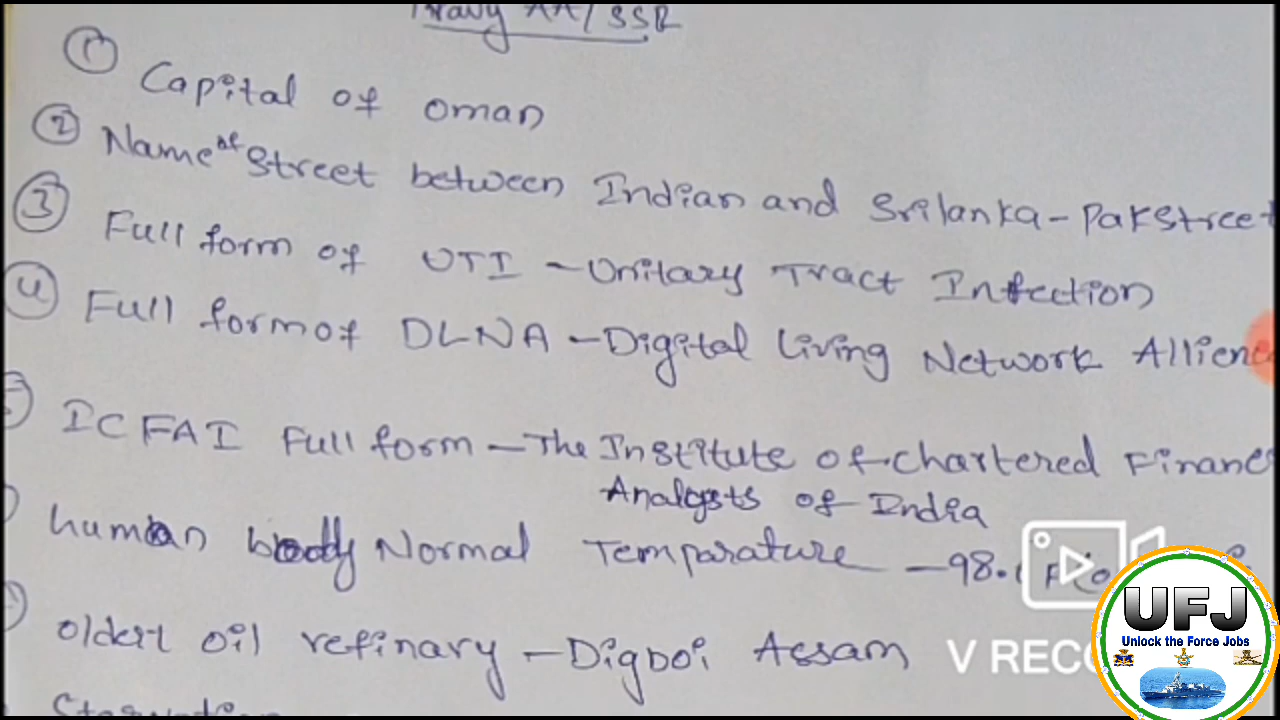 Navy AA/SSR
① Capital of Oman
② Name of Street between Indian and Srilanka - Pakstreet
③ Full form of UTI - Unitary Tract Infection
④ Full form of DLNA - Digital Living Network Allience
ICFAI Full form - The Institute of chartered Finance
Analysts of India
human body Normal Temparature - 98.
oldest oil refinary - Digboi Assam
V RECO
UFJ
Unlock the Force Jobs